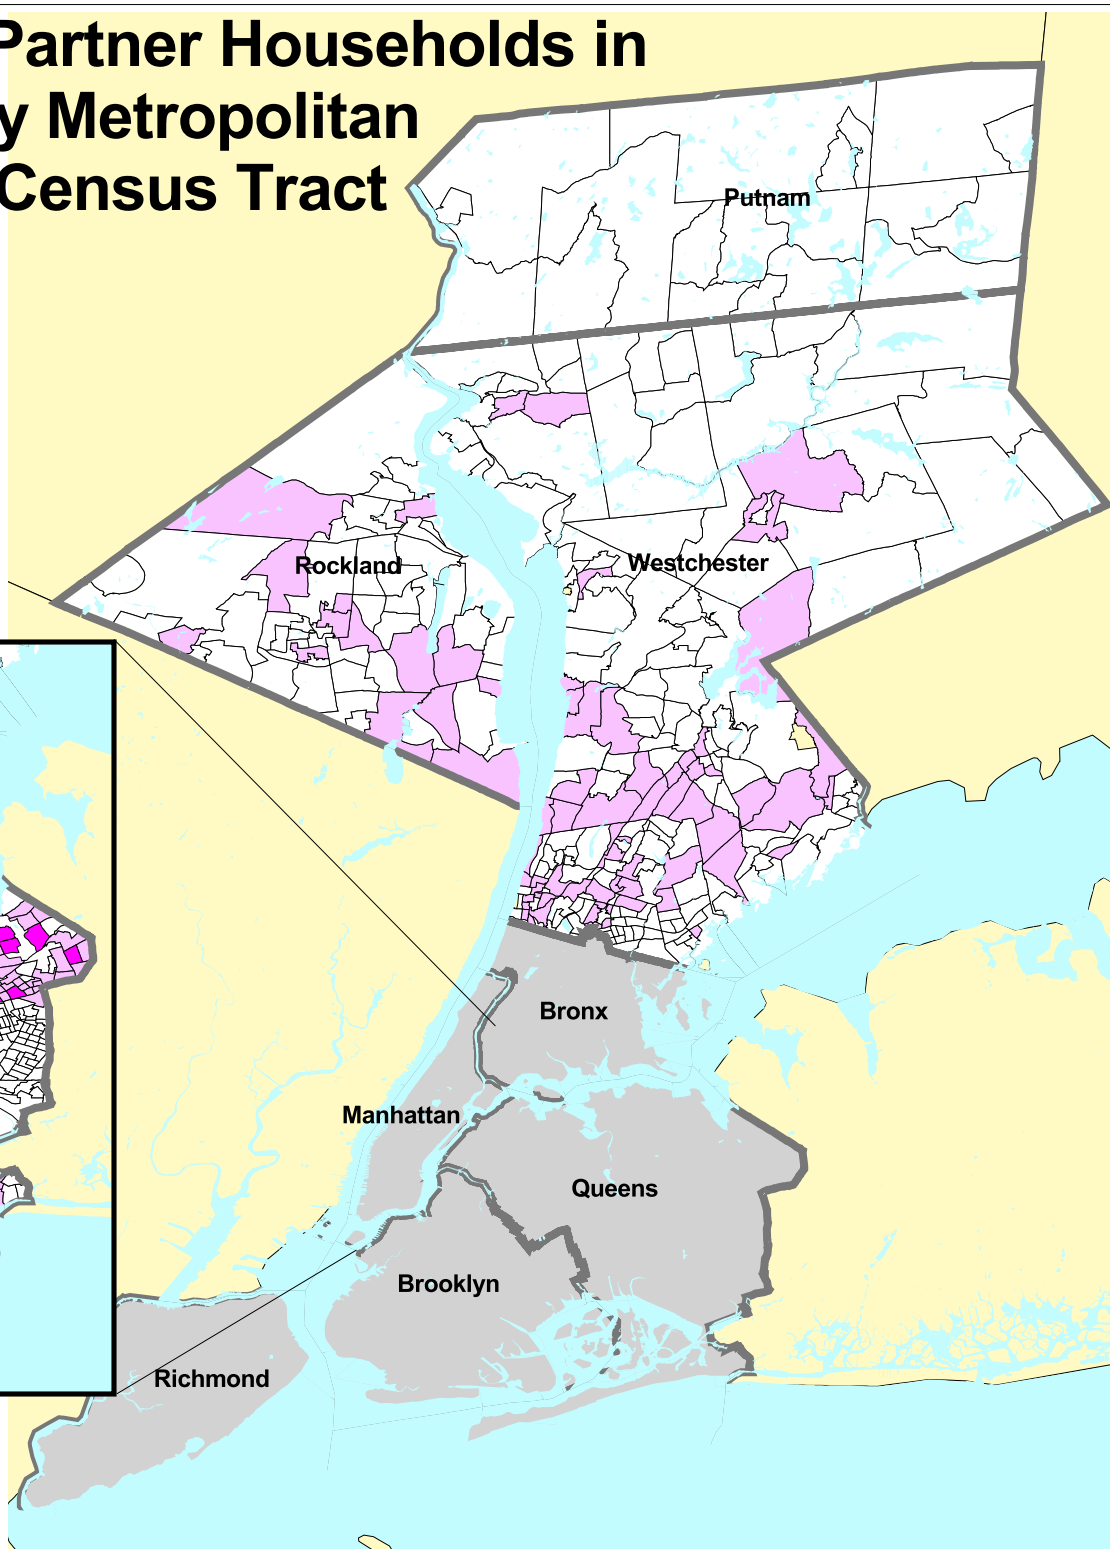 Partner Households in
y Metropolitan
Census Tract
Putnam
Rockland
Westchester
Bronx
Manhattan
Queens
Brooklyn
Richmond